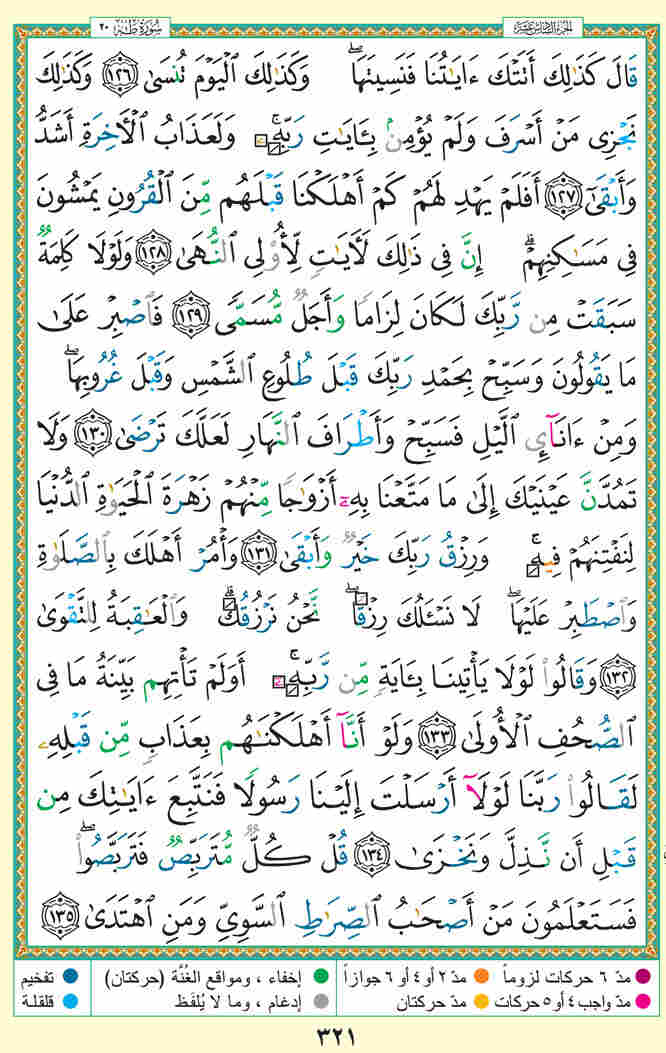 سُورَةُ طٰهٰ ٢٠
الجزء السادس عشر
قَالَ كَذَٰلِكَ أَتَتْكَ ءَايَٰتُنَا فَنَسِيتَهَا ۖ وَكَذَٰلِكَ ٱلْيَوْمَ تُنسَىٰ ١٢٦ وَكَذَٰلِكَ
نَجْزِى مَنْ أَسْرَفَ وَلَمْ يُؤْمِنۢ بِـَٔايَٰتِ رَبِّهِۦ ۚ وَلَعَذَابُ ٱلْءَاخِرَةِ أَشَدُّ
وَأَبْقَىٰٓ ١٢٧ أَفَلَمْ يَهْدِ لَهُمْ كَمْ أَهْلَكْنَا قَبْلَهُم مِّنَ ٱلْقُرُونِ يَمْشُونَ
فِى مَسَٰكِنِهِمْ ۗ إِنَّ فِى ذَٰلِكَ لَءَايَٰتٍ لِّأُو۟لِى ٱلنُّهَىٰ ١٢٨ وَلَوْلَا كَلِمَةٌ
سَبَقَتْ مِن رَّبِّكَ لَكَانَ لِزَامًا وَأَجَلٌ مُّسَمًّى ١٢٩ فَٱصْبِرْ عَلَىٰ
مَا يَقُولُونَ وَسَبِّحْ بِحَمْدِ رَبِّكَ قَبْلَ طُلُوعِ ٱلشَّمْسِ وَقَبْلَ غُرُوبِهَا ۖ
وَمِنْ ءَانَآئِ ٱلَّيْلِ فَسَبِّحْ وَأَطْرَافَ ٱلنَّهَارِ لَعَلَّكَ تَرْضَىٰ ١٣٠ وَلَا
تَمُدَّنَّ عَيْنَيْكَ إِلَىٰ مَا مَتَّعْنَا بِهِۦٓ أَزْوَٰجًا مِّنْهُمْ زَهْرَةَ ٱلْحَيَوٰةِ ٱلدُّنْيَا
لِنَفْتِنَهُمْ فِيهِ ۚ وَرِزْقُ رَبِّكَ خَيْرٌ وَأَبْقَىٰ ١٣١ وَأْمُرْ أَهْلَكَ بِٱلصَّلَوٰةِ
وَٱصْطَبِرْ عَلَيْهَا ۖ لَا نَسْـَٔلُكَ رِزْقًا ۖ نَّحْنُ نَرْزُقُكَ ۗ وَٱلْعَٰقِبَةُ لِلتَّقْوَىٰ
١٣٢ وَقَالُوا۟ لَوْلَا يَأْتِينَا بِـَٔايَةٍ مِّن رَّبِّهِۦٓ ۚ أَوَلَمْ تَأْتِهِم بَيِّنَةُ مَا فِى
ٱلصُّحُفِ ٱلْأُولَىٰ ١٣٣ وَلَوْ أَنَّآ أَهْلَكْنَٰهُم بِعَذَابٍ مِّن قَبْلِهِۦ
لَقَالُوا۟ رَبَّنَا لَوْلَآ أَرْسَلْتَ إِلَيْنَا رَسُولًا فَنَتَّبِعَ ءَايَٰتِكَ مِن
قَبْلِ أَن نَّذِلَّ وَنَخْزَىٰ ١٣٤ قُلْ كُلٌّ مُّتَرَبِّصٌ فَتَرَبَّصُوا۟ ۖ
فَسَتَعْلَمُونَ مَنْ أَصْحَٰبُ ٱلصِّرَٰطِ ٱلسَّوِىِّ وَمَنِ ٱهْتَدَىٰ ١٣٥
مدّ ٦ حركات لزوماً مدّ ٢ أو ٤ أو ٦ جوازاً إخفاء ، ومواقع الغُنَّة (حركتان) تفخيم
مدّ واجب ٤ أو ٥ حركات مدّ حركتان إدغام ، وما لا يُلفَظ قلقلة
٣٢١